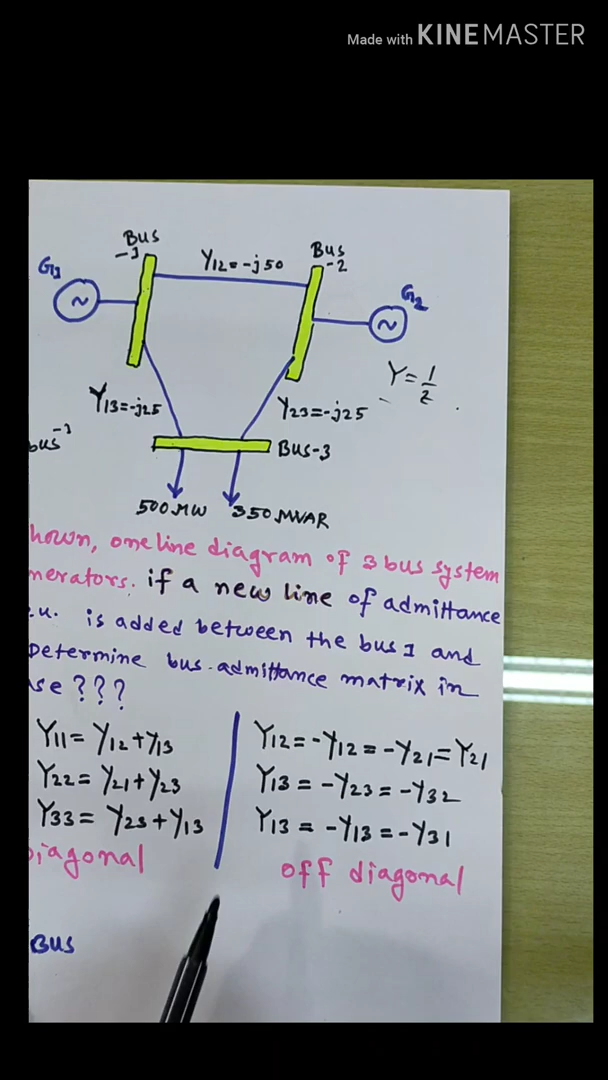 Made with KINEMASTER
Bus
-1
Bus
-2
G1
Y12=-j50
G2
Y=1/z
Y13=-j25
Y23=-j25
bus-1
Bus-3
500MW 350MVAR
hown, one line diagram of 3 bus system
nerators. if a new line of admittance
.u. is added between the bus 1 and
Determine bus-admittance matrix in
se ???
Y11= Y12+Y13
Y12=-Y12=-Y21=Y21
Y22= Y21+Y23
Y13 = -Y23 = -Y32
Y33= Y23+Y13
Y13 = -Y13 = -Y31
iagonal
off diagonal
BUS